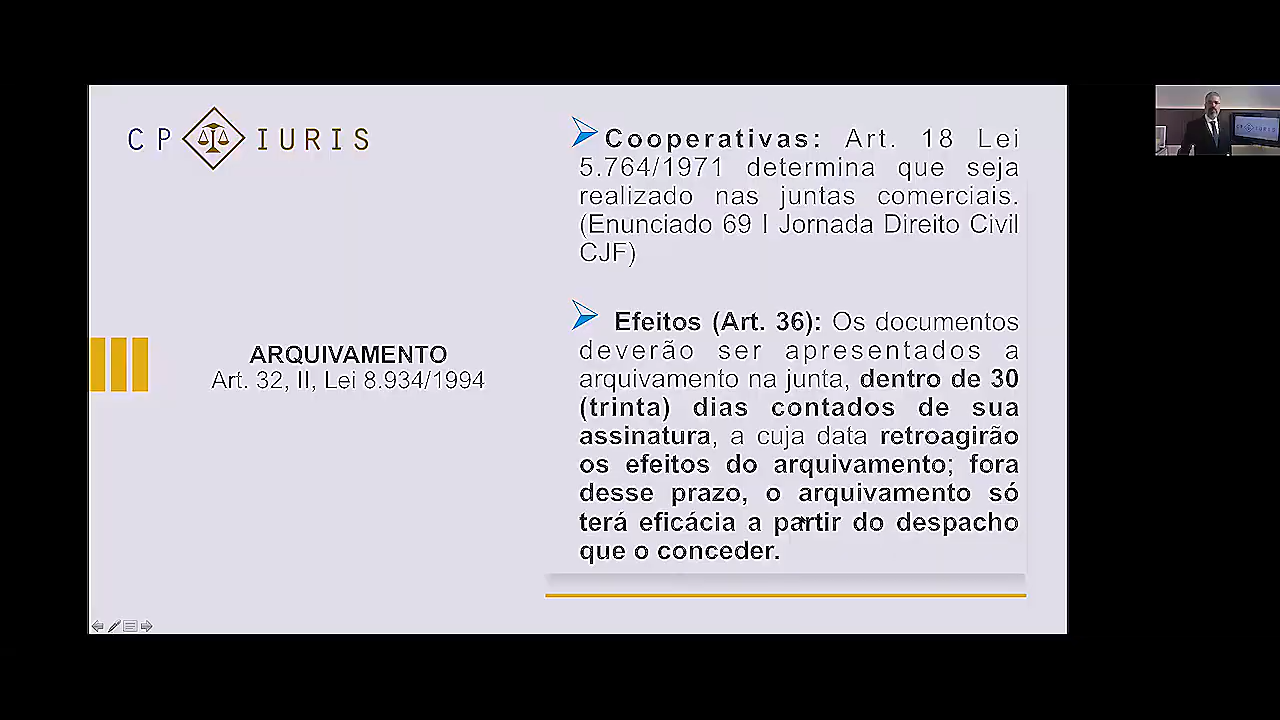 CP IURIS
ARQUIVAMENTO
Art. 32, II, Lei 8.934/1994
Cooperativas: Art. 18 Lei
5.764/1971 determina que seja
realizado nas juntas comerciais.
(Enunciado 69 I Jornada Direito Civil
CJF)
Efeitos (Art. 36): Os documentos
deverão ser apresentados a
arquivamento na junta, dentro de 30
(trinta) dias contados de sua
assinatura, a cuja data retroagirão
os efeitos do arquivamento; fora
desse prazo, o arquivamento só
terá eficácia a partir do despacho
que o conceder.